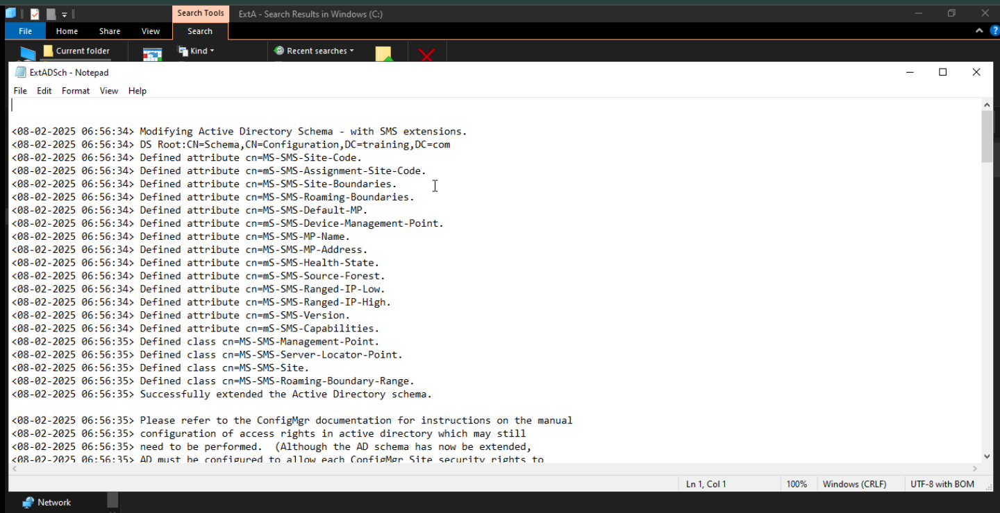 Search Tools
ExtA - Search Results in Windows (C:)
File
Home
Share
View
Search
Current folder
Kind
Recent searches
ExtADSch - Notepad
File
Edit
Format
View
Help
<08-02-2025 06:56:34> Modifying Active Directory Schema - with SMS extensions.
<08-02-2025 06:56:34> DS Root:CN=Schema,CN=Configuration,DC=training,DC=com
<08-02-2025 06:56:34> Defined attribute cn=MS-SMS-Site-Code.
<08-02-2025 06:56:34> Defined attribute cn=mS-SMS-Assignment-Site-Code.
<08-02-2025 06:56:34> Defined attribute cn=MS-SMS-Site-Boundaries.
<08-02-2025 06:56:34> Defined attribute cn=MS-SMS-Roaming-Boundaries.
<08-02-2025 06:56:34> Defined attribute cn=MS-SMS-Default-MP.
<08-02-2025 06:56:34> Defined attribute cn=mS-SMS-Device-Management-Point.
<08-02-2025 06:56:34> Defined attribute cn=MS-SMS-MP-Name.
<08-02-2025 06:56:34> Defined attribute cn=MS-SMS-MP-Address.
<08-02-2025 06:56:34> Defined attribute cn=mS-SMS-Health-State.
<08-02-2025 06:56:34> Defined attribute cn=mS-SMS-Source-Forest.
<08-02-2025 06:56:34> Defined attribute cn=MS-SMS-Ranged-IP-Low.
<08-02-2025 06:56:34> Defined attribute cn=MS-SMS-Ranged-IP-High.
<08-02-2025 06:56:34> Defined attribute cn=mS-SMS-Version.
<08-02-2025 06:56:34> Defined attribute cn=mS-SMS-Capabilities.
<08-02-2025 06:56:35> Defined class cn=MS-SMS-Management-Point.
<08-02-2025 06:56:35> Defined class cn=MS-SMS-Server-Locator-Point.
<08-02-2025 06:56:35> Defined class cn=MS-SMS-Site.
<08-02-2025 06:56:35> Defined class cn=MS-SMS-Roaming-Boundary-Range.
<08-02-2025 06:56:35> Successfully extended the Active Directory schema.
<08-02-2025 06:56:35> Please refer to the ConfigMgr documentation for instructions on the manual
<08-02-2025 06:56:35> configuration of access rights in active directory which may still
<08-02-2025 06:56:35> need to be performed.  (Although the AD schema has now be extended,
<08-02-2025 06:56:35> AD must be configured to allow each ConfigMgr Site security rights to
Ln 1, Col 1
100%
Windows (CRLF)
UTF-8 with BOM
Network